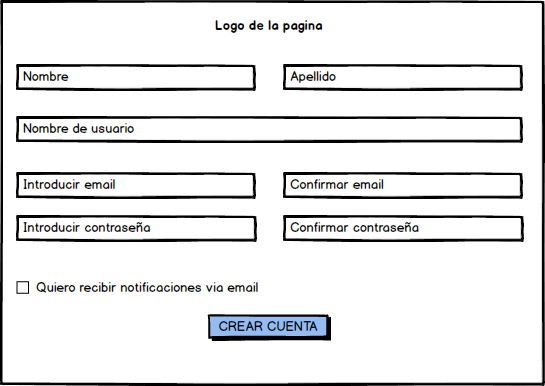 Logo de la pagina
Nombre
Apellido
Nombre de usuario
Introducir email
Confirmar email
Introducir contraseña
Confirmar contraseña
Quiero recibir notificaciones via email
CREAR CUENTA